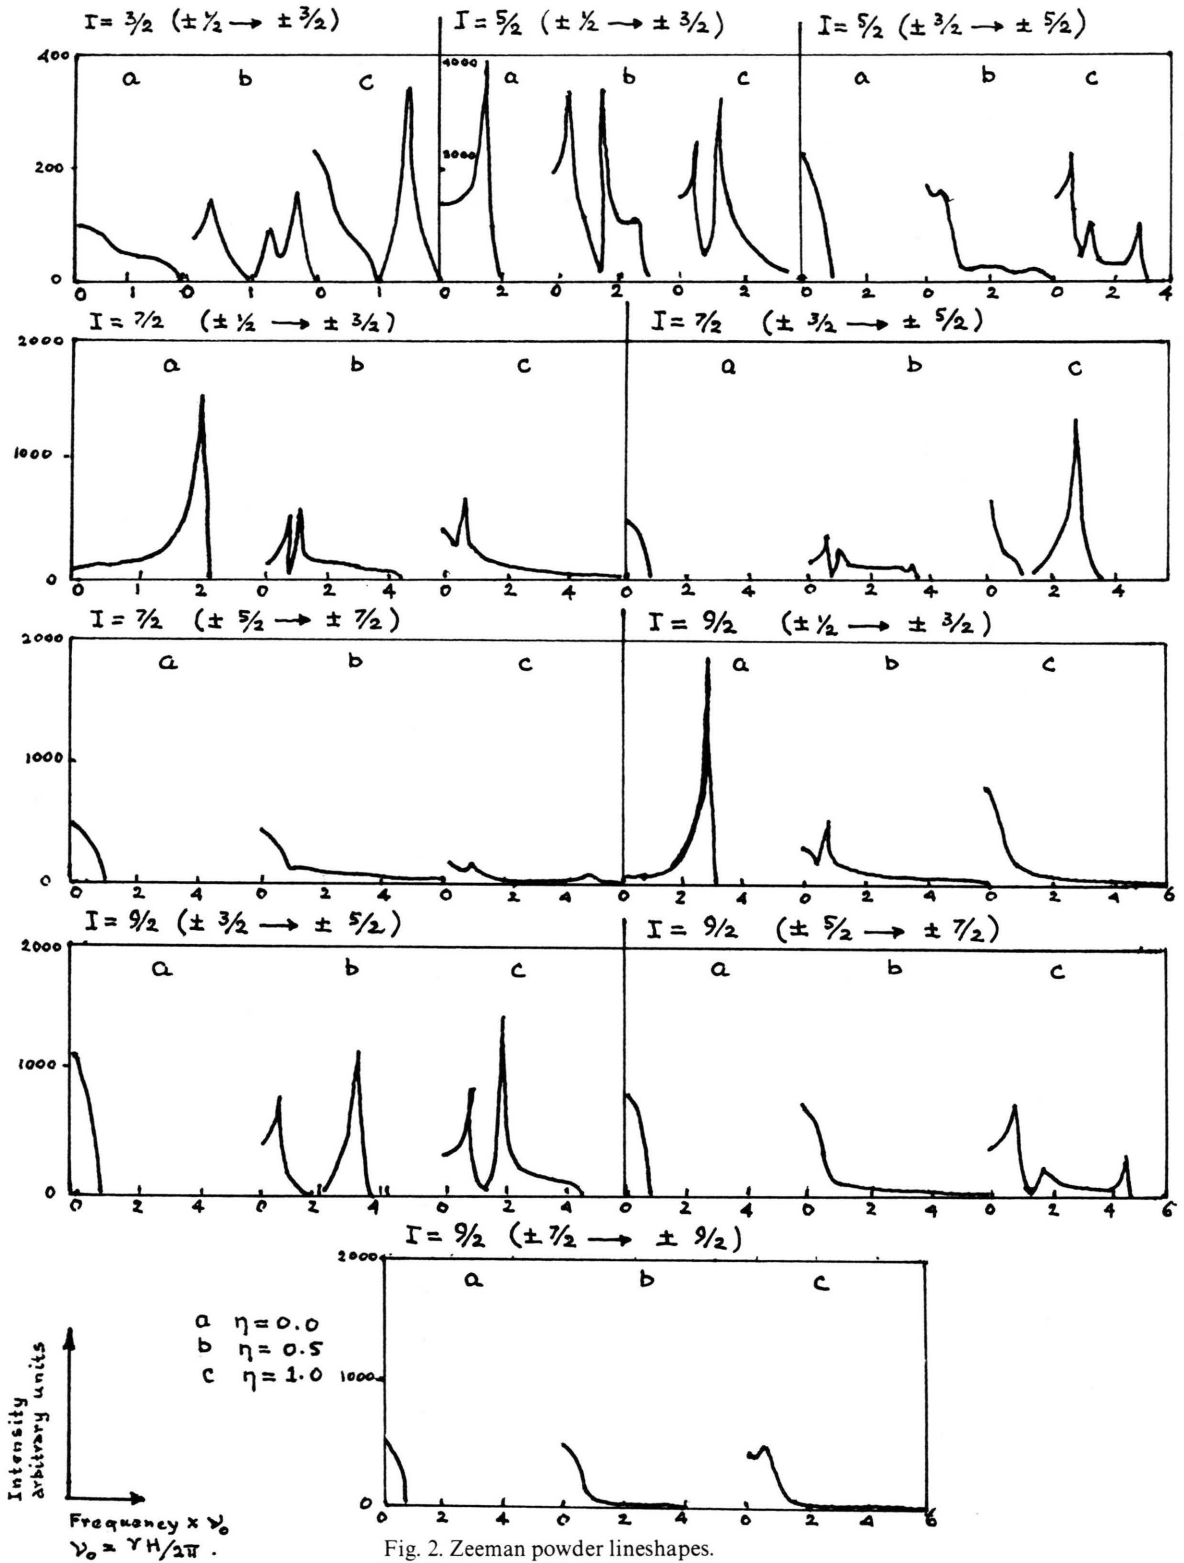 I = 3/2 (± 1/2 → ± 3/2)
I = 5/2 (± 1/2 → ± 3/2)
I = 5/2 (± 3/2 → ± 5/2)
400
200
0
4000
3000
a b c
a b c
a b c
0 1 0 1 0 1 0 2 0 2 0 2 0 2 0 2 0 2 4
I = 7/2 (± 1/2 → ± 3/2)
I = 7/2 (± 3/2 → ± 5/2)
2000
1000
0
a b c
a b c
0 1 2 0 2 4 0 2 4 0 2 4 0 2 4 0 2 4
I = 7/2 (± 5/2 → ± 7/2)
I = 9/2 (± 1/2 → ± 3/2)
2000
1000
0
a b c
a b c
0 2 4 0 2 4 0 2 4 0 2 4 0 2 4 0 2 4 6
I = 9/2 (± 3/2 → ± 5/2)
I = 9/2 (± 5/2 → ± 7/2)
2000
1000
0
a b c
a b c
0 2 4 0 2 4 0 2 4 0 2 4 0 2 4 0 2 4 6
I = 9/2 (± 7/2 → ± 9/2)
2000
1000
0
a b c
0 2 4 0 2 4 0 2 4 6
a η = 0.0
b η = 0.5
c η = 1.0
Intensity
arbitrary units
Frequency × ν₀
ν₀ = γH/2π .
Fig. 2. Zeeman powder lineshapes.